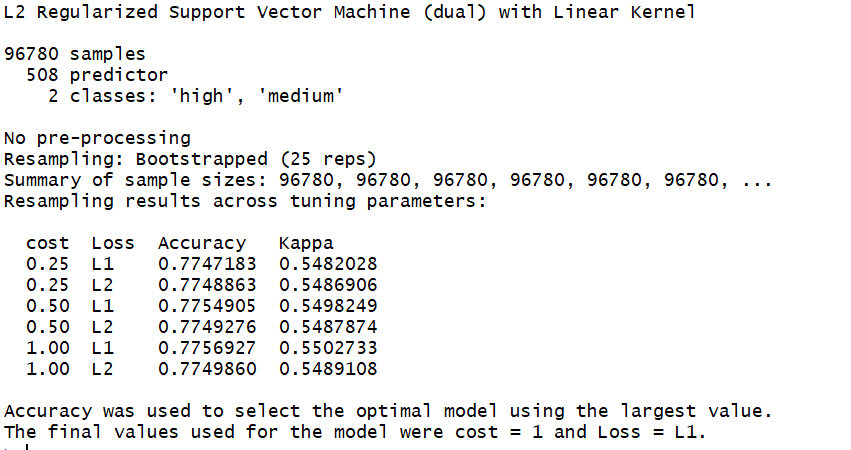 L2 Regularized Support Vector Machine (dual) with Linear Kernel
96780 samples
508 predictor
2 classes: 'high', 'medium'
No pre-processing
Resampling: Bootstrapped (25 reps)
Summary of sample sizes: 96780, 96780, 96780, 96780, 96780, 96780, ...
Resampling results across tuning parameters:
cost Loss Accuracy Kappa
0.25 L1 0.7747183 0.5482028
0.25 L2 0.7748863 0.5486906
0.50 L1 0.7754905 0.5498249
0.50 L2 0.7749276 0.5487874
1.00 L1 0.7756927 0.5502733
1.00 L2 0.7749860 0.5489108
Accuracy was used to select the optimal model using the largest value.
The final values used for the model were cost = 1 and Loss = L1.